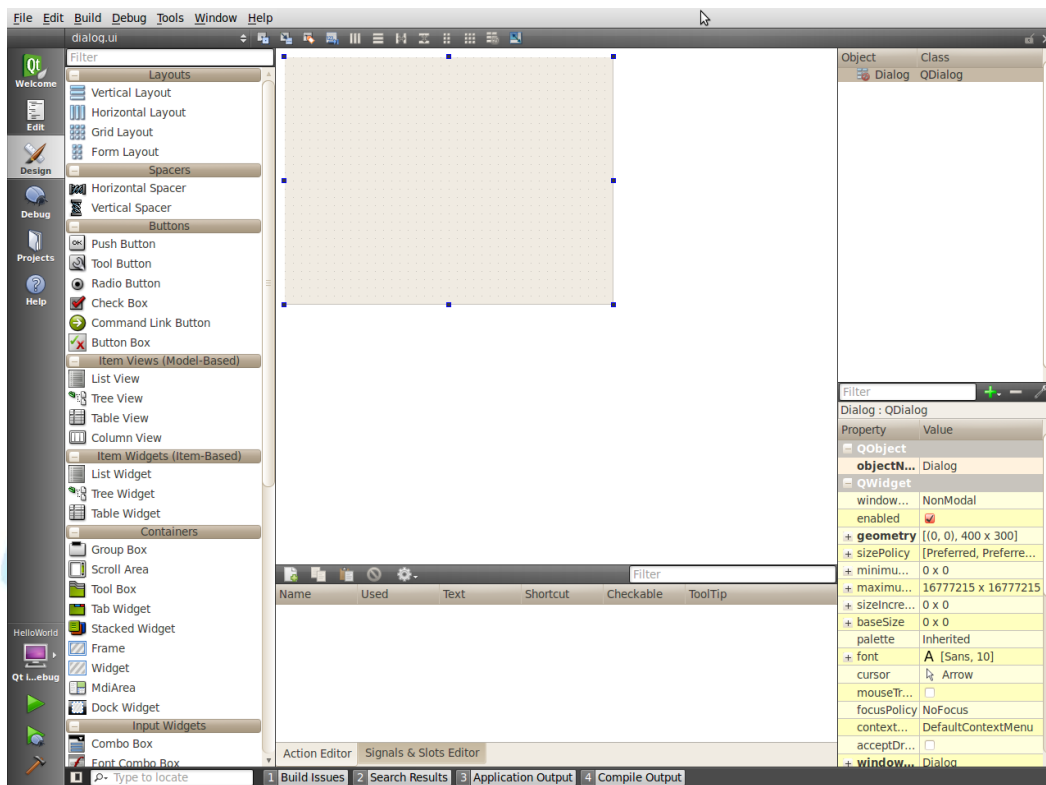 File Edit Build Debug Tools Window Help
dialog.ui
Qt
Welcome
Edit
Design
Debug
Projects
Help
HelloWorld
Qt i...ebug
Filter
Layouts
Vertical Layout
Horizontal Layout
Grid Layout
Form Layout
Spacers
Horizontal Spacer
Vertical Spacer
Buttons
OK Push Button
Tool Button
Radio Button
Check Box
Command Link Button
Button Box
Item Views (Model-Based)
List View
Tree View
Table View
Column View
Item Widgets (Item-Based)
List Widget
Tree Widget
Table Widget
Containers
Group Box
Scroll Area
Tool Box
Tab Widget
Stacked Widget
Frame
Widget
MdiArea
Dock Widget
Input Widgets
Combo Box
Font Combo Box
Filter
Name Used Text Shortcut Checkable ToolTip
Action Editor Signals & Slots Editor
Object Class
Dialog QDialog
Filter
Dialog : QDialog
Property Value
QObject
objectN... Dialog
QWidget
window... NonModal
enabled
geometry [(0, 0), 400 x 300]
sizePolicy [Preferred, Preferre...
minimu... 0 x 0
maximu... 16777215 x 16777215
sizeIncre... 0 x 0
baseSize 0 x 0
palette Inherited
font A [Sans, 10]
cursor Arrow
mouseTr...
focusPolicy NoFocus
context... DefaultContextMenu
acceptDr...
window... Dialog
Type to locate 1 Build Issues 2 Search Results 3 Application Output 4 Compile Output